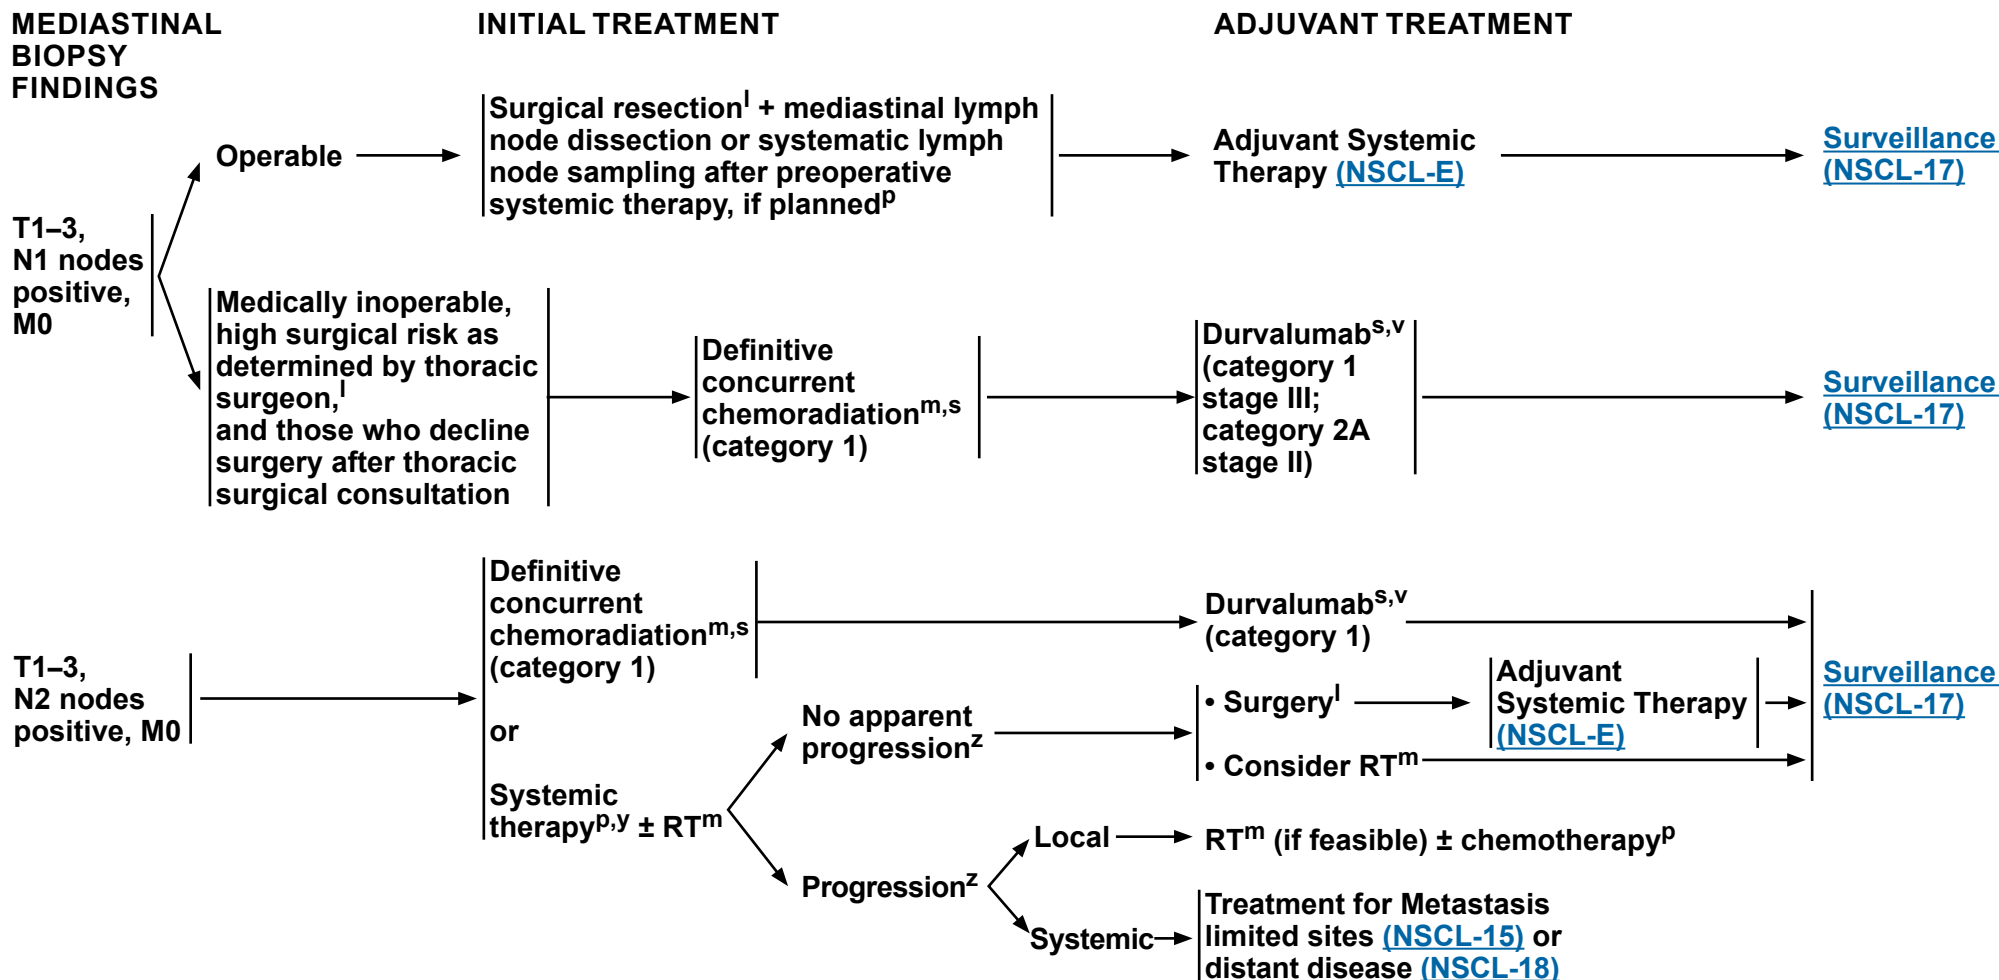 MEDIASTINAL
BIOPSY
FINDINGS
INITIAL TREATMENT
ADJUVANT TREATMENT
T1–3,
N1 nodes
positive,
M0
Operable
Surgical resectionl + mediastinal lymph
node dissection or systematic lymph
node sampling after preoperative
systemic therapy, if plannedp
Adjuvant Systemic
Therapy (NSCL-E)
Surveillance
(NSCL-17)
Medically inoperable,
high surgical risk as
determined by thoracic
surgeon,l
and those who decline
surgery after thoracic
surgical consultation
Definitive
concurrent
chemoradiationm,s
(category 1)
Durvalumabs,v
(category 1
stage III;
category 2A
stage II)
Surveillance
(NSCL-17)
T1–3,
N2 nodes
positive, M0
Definitive
concurrent
chemoradiationm,s
(category 1)
or
Systemic
therapyp,y ± RTm
Durvalumabs,v
(category 1)
No apparent
progressionz
• Surgeryl
Adjuvant
Systemic Therapy
(NSCL-E)
• Consider RTm
Surveillance
(NSCL-17)
Progressionz
Local
RTm (if feasible) ± chemotherapyp
Systemic
Treatment for Metastasis
limited sites (NSCL-15) or
distant disease (NSCL-18)